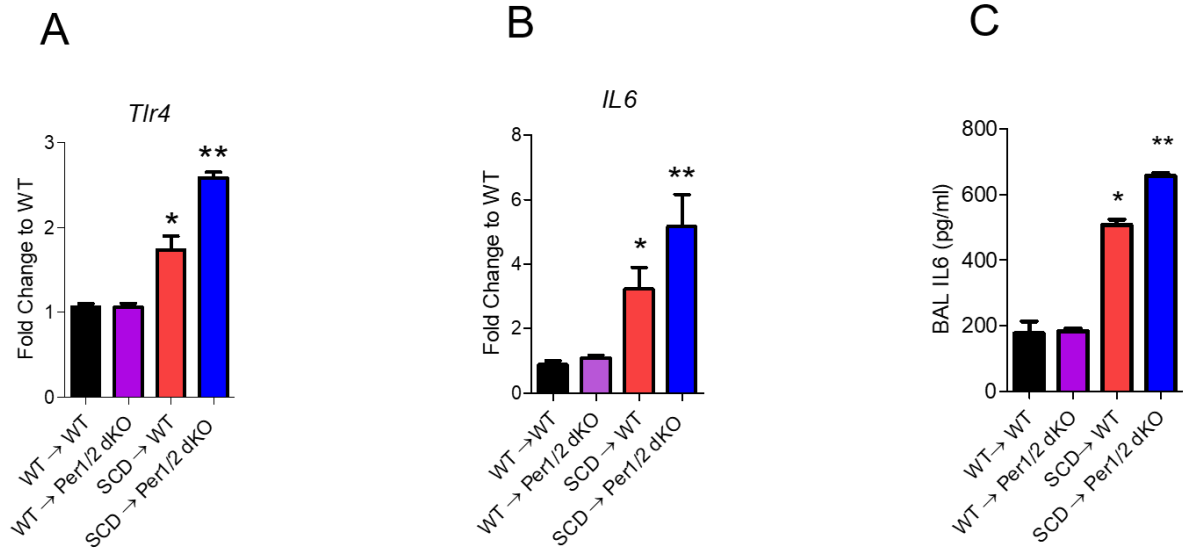 A
Tlr4
Fold Change to WT
3
2
1
0
*
**
WT → WT
WT → Per1/2 dKO
SCD → WT
SCD → Per1/2 dKO
B
IL6
Fold Change to WT
8
6
4
2
0
*
**
WT →WT
WT → Per1/2 dKO
SCD → WT
SCD → Per1/2 dKO
C
BAL IL6 (pg/ml)
800
600
400
200
0
*
**
WT → WT
WT → Per1/2 dKO
SCD→ WT
SCD → Per1/2 dKO